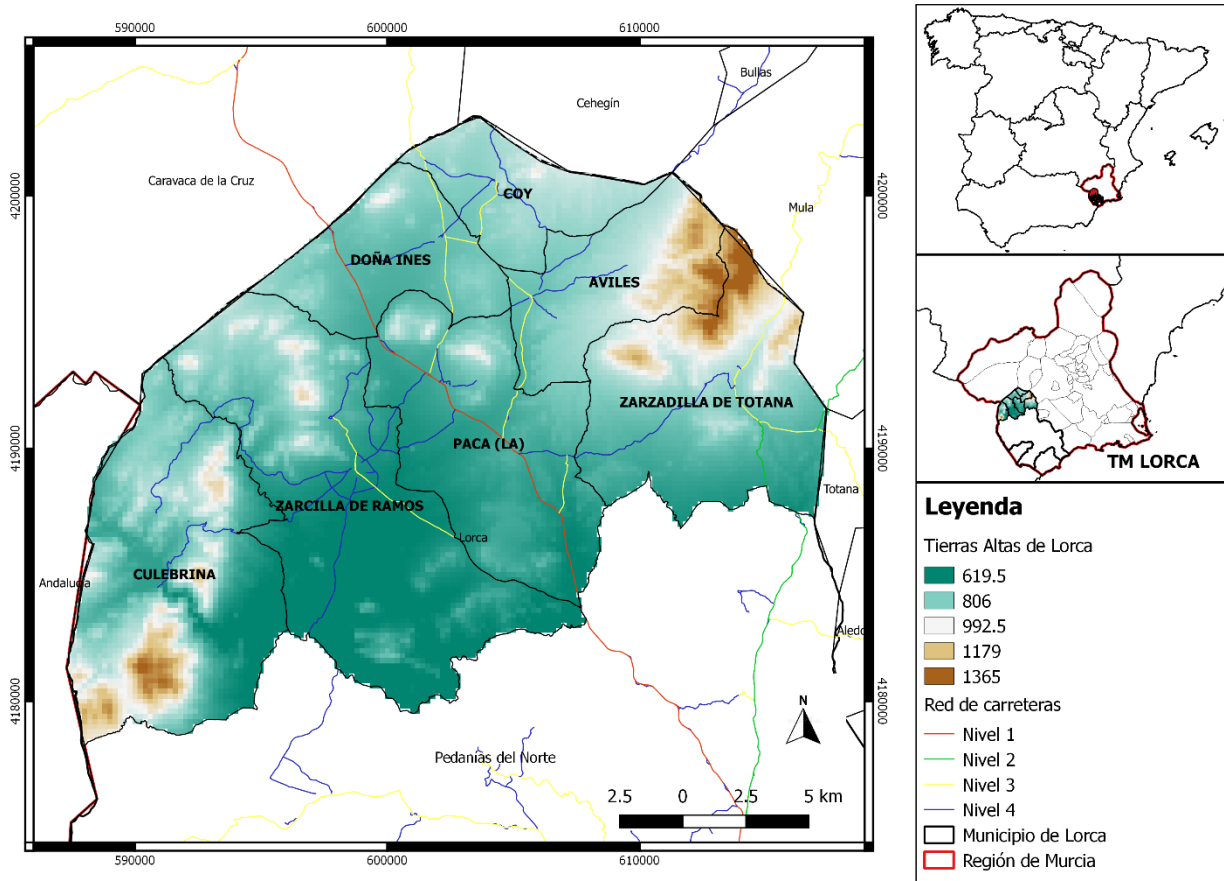 590000
600000
610000
Bullas
Cehegín
Caravaca de la Cruz
4200000
4200000
COY
Mula
DOÑA INES
AVILES
ZARZADILLA DE TOTANA
PACA (LA)
4190000
4190000
Totana
ZARCILLA DE RAMOS
Lorca
CULEBRINA
Andalucía
Aledo
4180000
4180000
N
Pedanías del Norte
2.5 0 2.5 5 km
590000
600000
610000
TM LORCA
Leyenda
Tierras Altas de Lorca
619.5
806
992.5
1179
1365
Red de carreteras
Nivel 1
Nivel 2
Nivel 3
Nivel 4
Municipio de Lorca
Región de Murcia